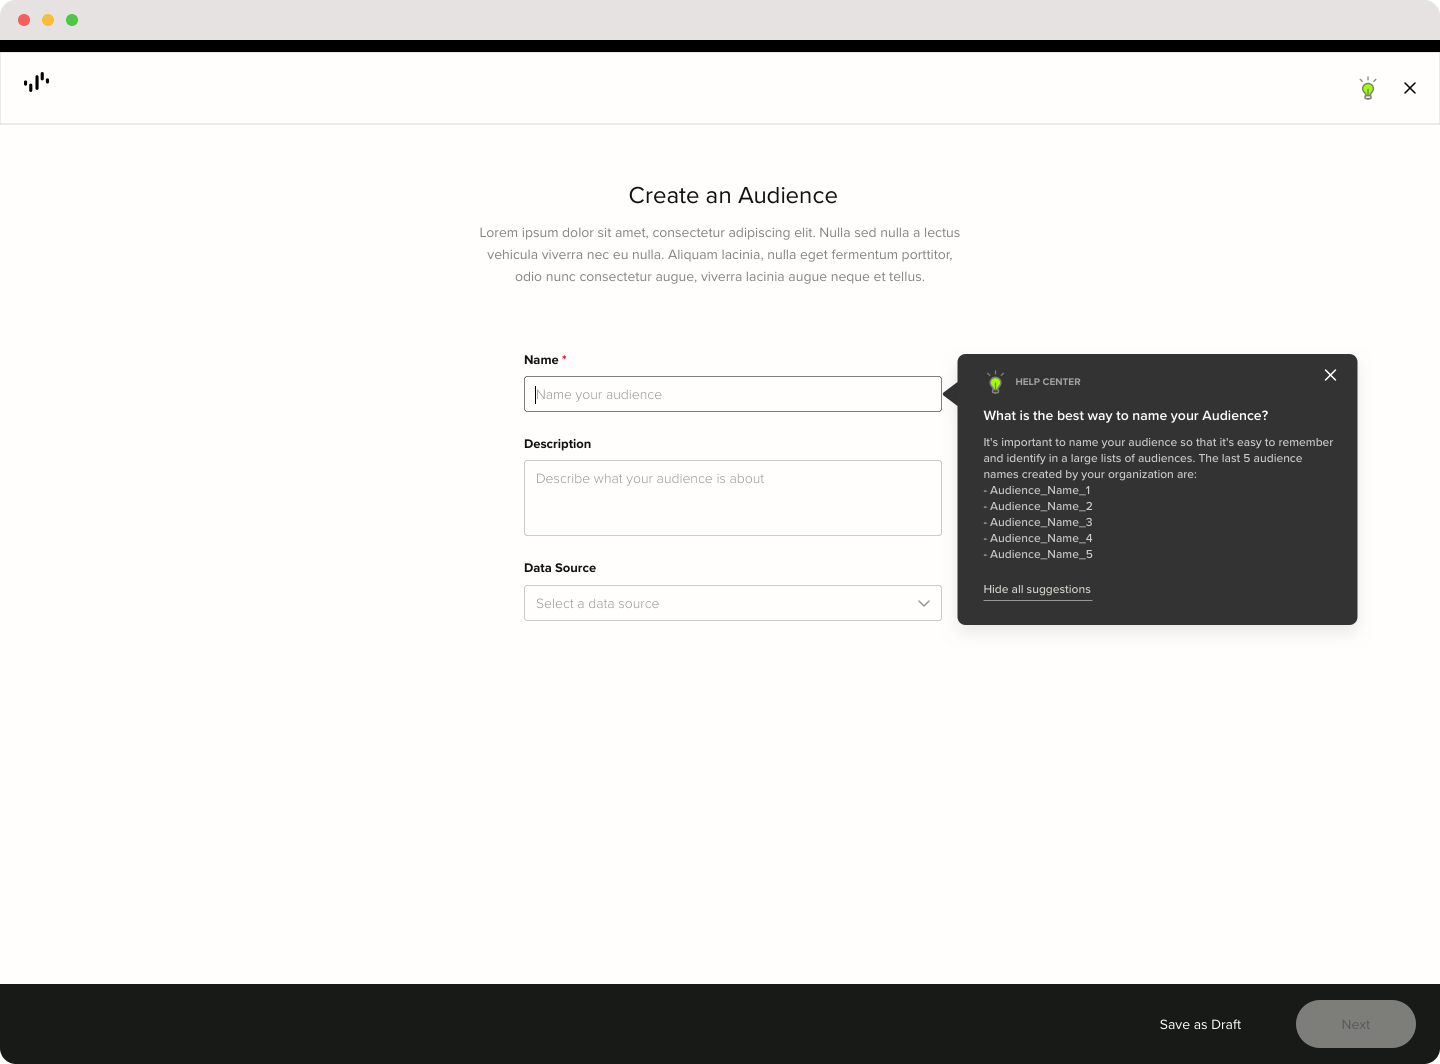 Create an Audience
Lorem ipsum dolor sit amet, consectetur adipiscing elit. Nulla sed nulla a lectus
vehicula viverra nec eu nulla. Aliquam lacinia, nulla eget fermentum porttitor,
odio nunc consectetur augue, viverra lacinia augue neque et tellus.
Name *
Name your audience
Description
Describe what your audience is about
Data Source
Select a data source
HELP CENTER
What is the best way to name your Audience?
It's important to name your audience so that it's easy to remember
and identify in a large lists of audiences. The last 5 audience
names created by your organization are:
- Audience_Name_1
- Audience_Name_2
- Audience_Name_3
- Audience_Name_4
- Audience_Name_5
Hide all suggestions
Save as Draft
Next